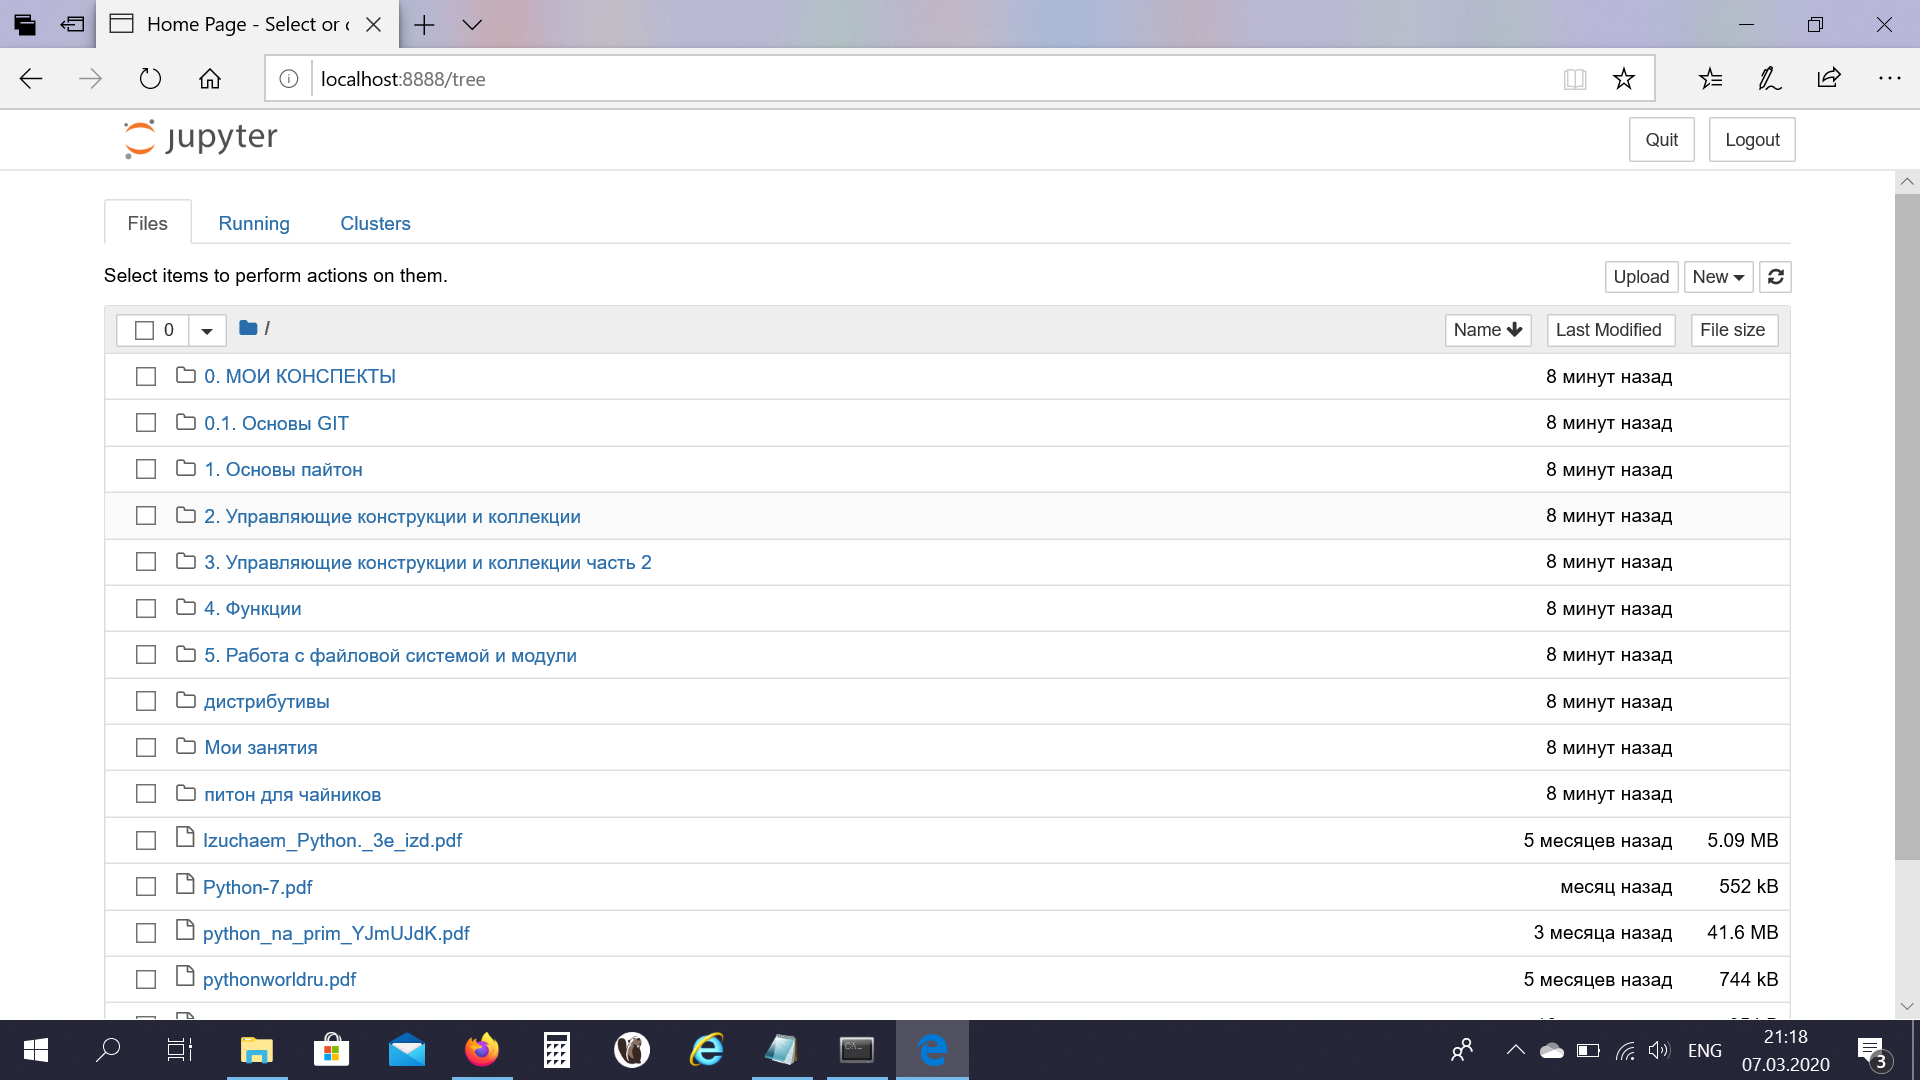 Home Page - Select or c
localhost:8888/tree
jupyter
Quit
Logout
Files
Running
Clusters
Select items to perform actions on them.
Upload
New
0
/
Name
Last Modified
File size
0. МОИ КОНСПЕКТЫ
8 минут назад
0.1. Основы GIT
8 минут назад
1. Основы пайтон
8 минут назад
2. Управляющие конструкции и коллекции
8 минут назад
3. Управляющие конструкции и коллекции часть 2
8 минут назад
4. Функции
8 минут назад
5. Работа с файловой системой и модули
8 минут назад
дистрибутивы
8 минут назад
Мои занятия
8 минут назад
питон для чайников
8 минут назад
Izuchaem_Python._3e_izd.pdf
5 месяцев назад
5.09 MB
Python-7.pdf
месяц назад
552 kB
python_na_prim_YJmUJdK.pdf
3 месяца назад
41.6 MB
pythonworldru.pdf
5 месяцев назад
744 kB
ENG
21:18
07.03.2020
3